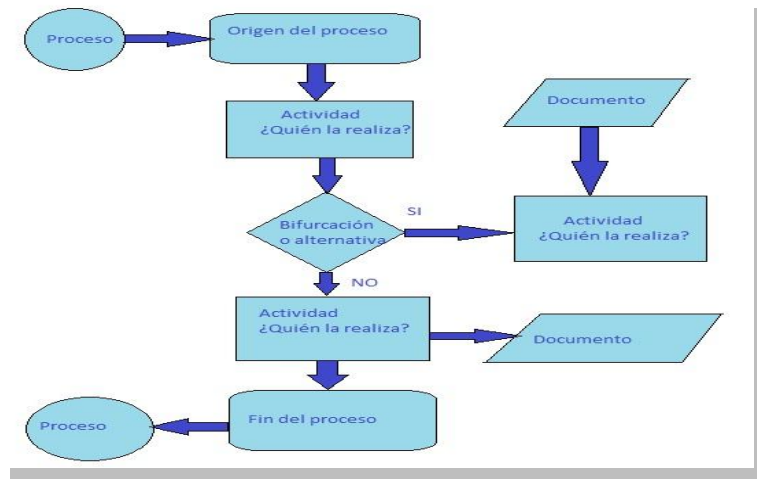 Proceso
Origen del proceso
Actividad
¿Quién la realiza?
Documento
Bifurcación
o alternativa
SI
Actividad
¿Quién la realiza?
NO
Actividad
¿Quién la realiza?
Documento
Fin del proceso
Proceso